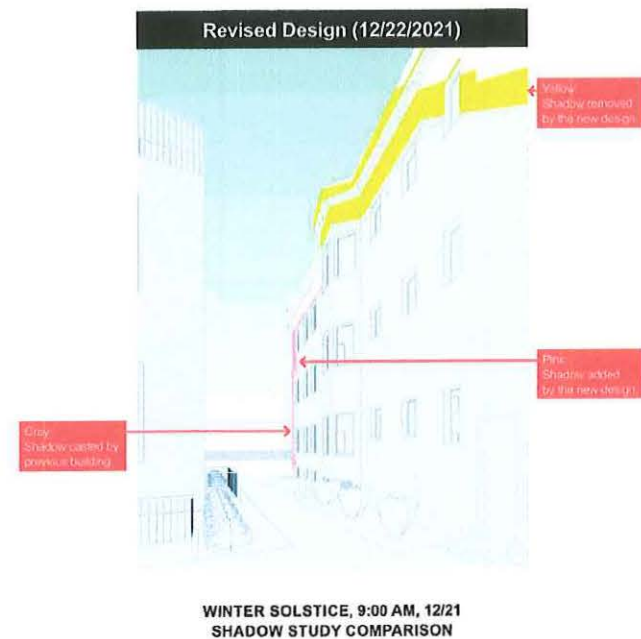 Revised Design (12/22/2021)
Yellow
Shadow removed
by the new design
Pink
Shadow added
by the new design
Gray
Shadow casted by
previous building
WINTER SOLSTICE, 9:00 AM, 12/21
SHADOW STUDY COMPARISON